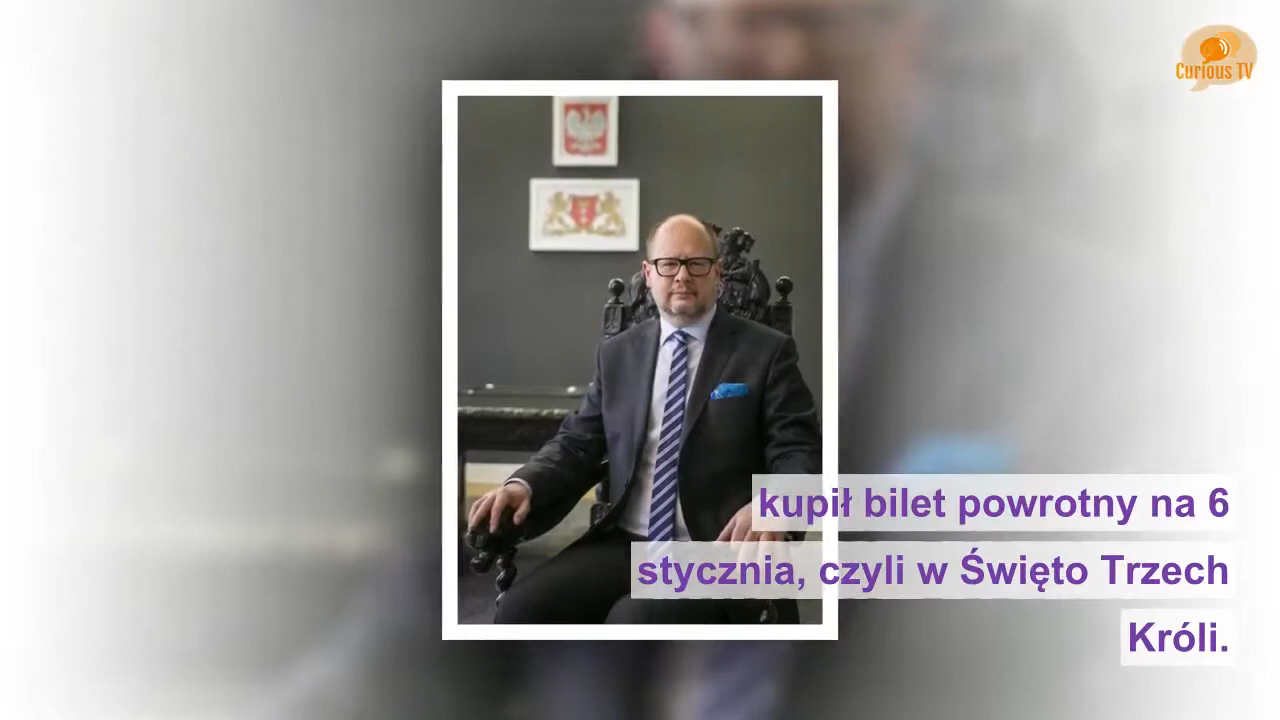 Curious TV
kupił bilet powrotny na 6
stycznia, czyli w Święto Trzech
Króli.